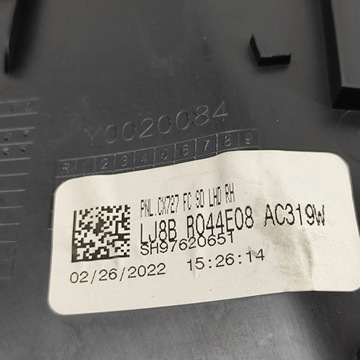 Y0020084
R 1 2 3 4 5 6 7 8 9
PNL.CX727 FC 8D LHD RH
LJ8B R044E08 AC319W
SH97620651
02/26/2022 15:26:14